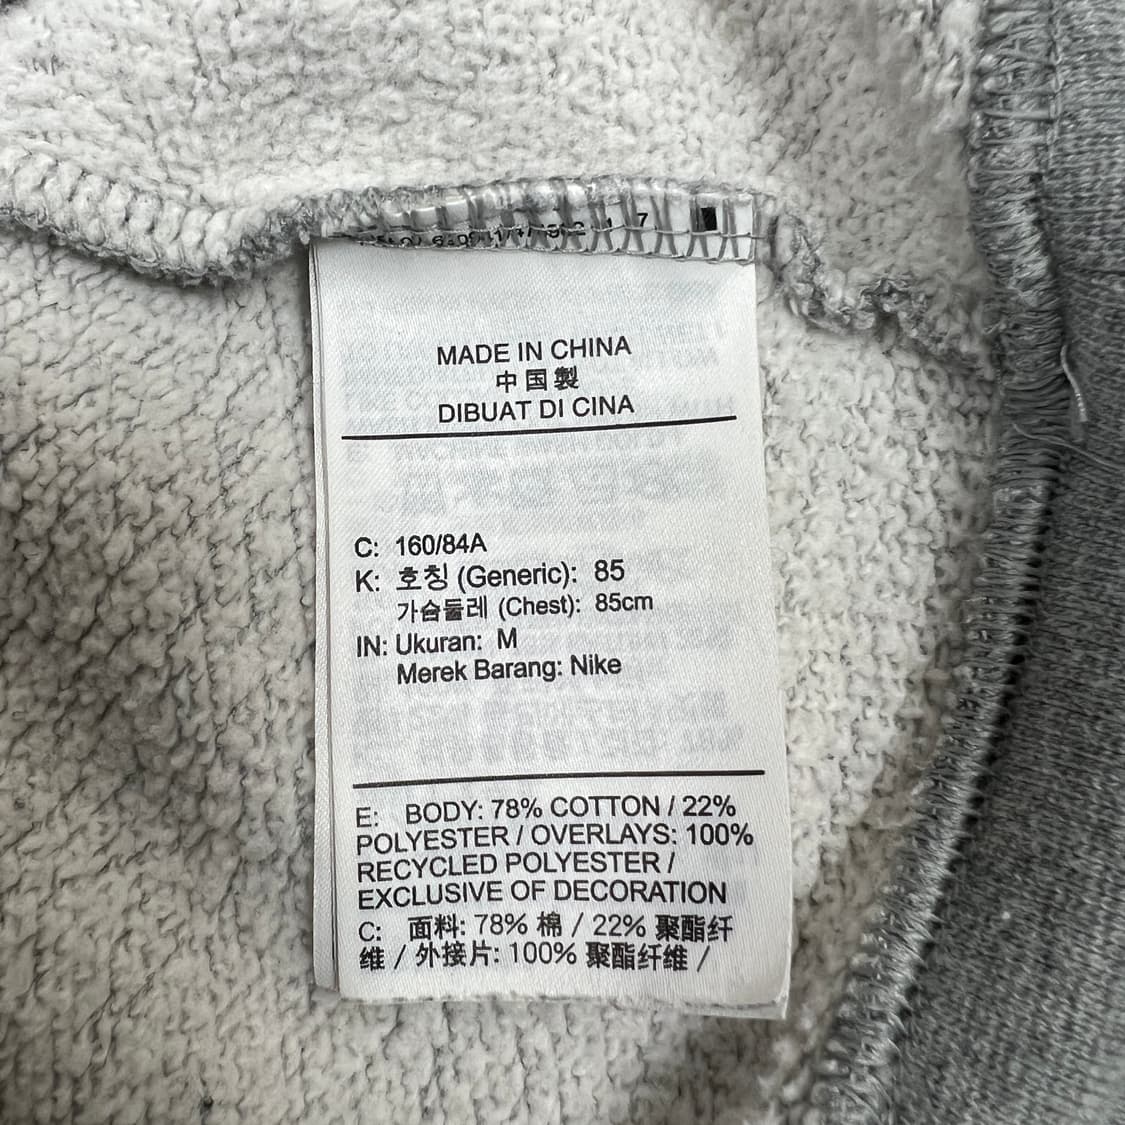 MADE IN CHINA
中国製
DIBUAT DI CINA
C: 160/84A
K: 호칭 (Generic): 85
가슴둘레 (Chest): 85cm
IN: Ukuran: M
Merek Barang: Nike
E: BODY: 78% COTTON / 22%
POLYESTER / OVERLAYS: 100%
RECYCLED POLYESTER /
EXCLUSIVE OF DECORATION
C: 面料: 78% 棉 / 22% 聚酯纤
维 / 外接片: 100% 聚酯纤维 /